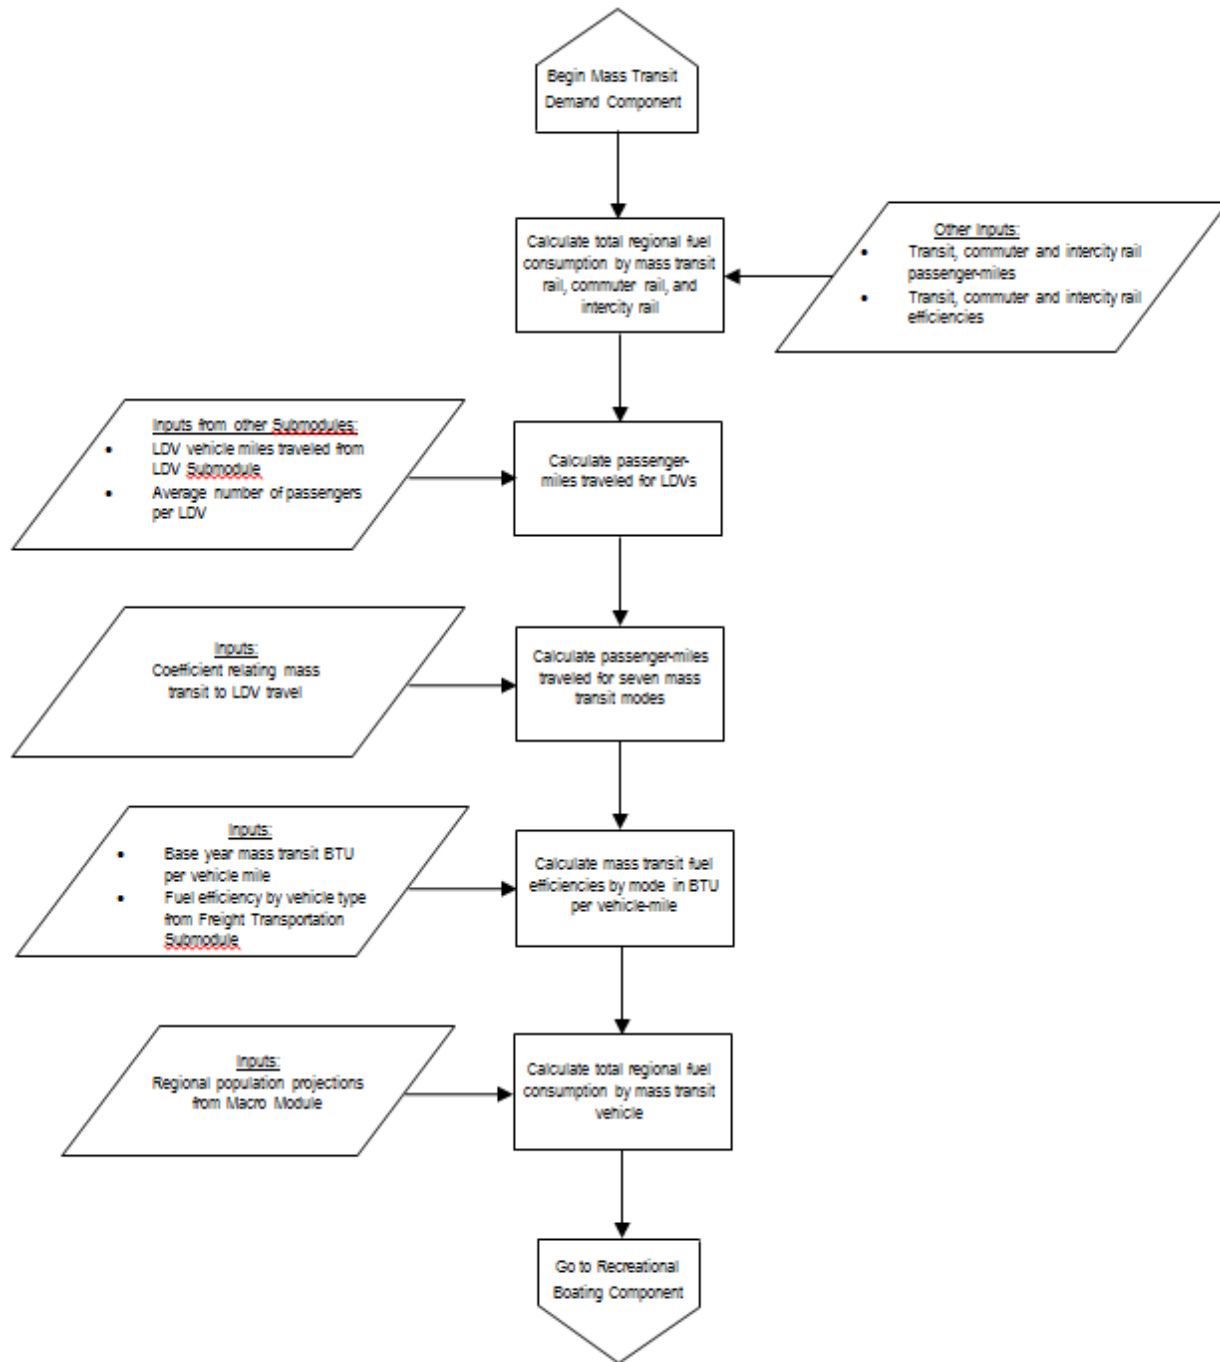 Begin Mass Transit
Demand Component
Calculate total regional fuel
consumption by mass transit
rail, commuter rail, and
intercity rail
Other Inputs:
• Transit, commuter and intercity rail
passenger-miles
• Transit, commuter and intercity rail
efficiencies
Inputs from other Submodules:
• LDV vehicle miles traveled from
LDV Submodule
• Average number of passengers
per LDV
Calculate passenger-
miles traveled for LDVs
Inputs:
Coefficient relating mass
transit to LDV travel
Calculate passenger-miles
traveled for seven mass
transit modes
Inputs:
• Base year mass transit BTU
per vehicle mile
• Fuel efficiency by vehicle type
from Freight Transportation
Submodule
Calculate mass transit fuel
efficiencies by mode in BTU
per vehicle-mile
Inputs:
Regional population projections
from Macro Module
Calculate total regional fuel
consumption by mass transit
vehicle
Go to Recreational
Boating Component